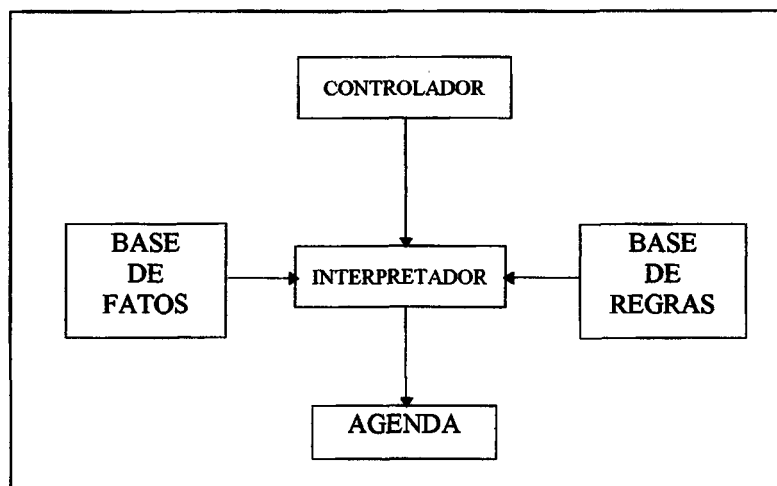 CONTROLADOR
BASE
DE
FATOS
INTERPRETADOR
BASE
DE
REGRAS
AGENDA